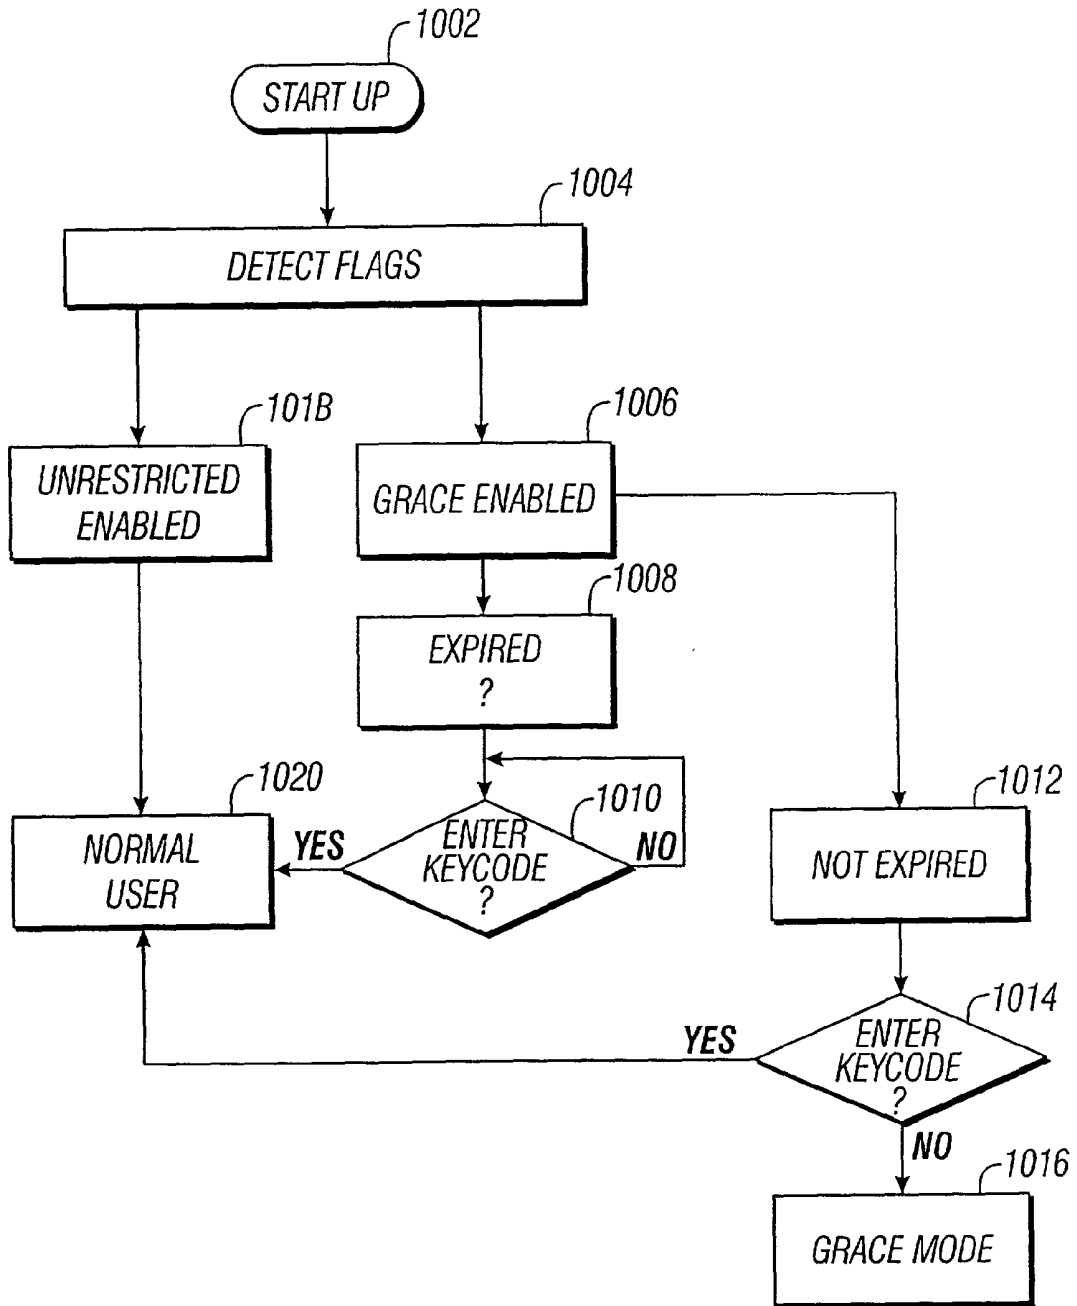 1002
START UP
1004
DETECT FLAGS
101B
UNRESTRICTED
ENABLED
1006
GRACE ENABLED
1008
EXPIRED
?
1020
NORMAL
USER
YES
1010
ENTER
KEYCODE
?
NO
1012
NOT EXPIRED
1014
YES
ENTER
KEYCODE
?
NO
1016
GRACE MODE